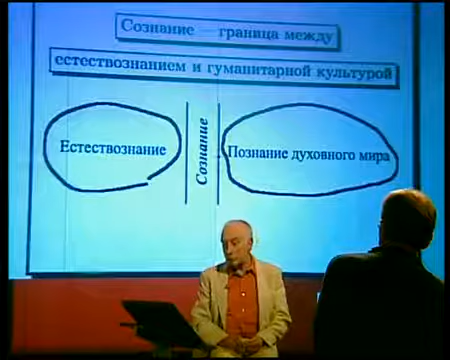 Сознание — граница между
естествознанием и гуманитарной культурой
Естествознание
Сознание
Познание духовного мира